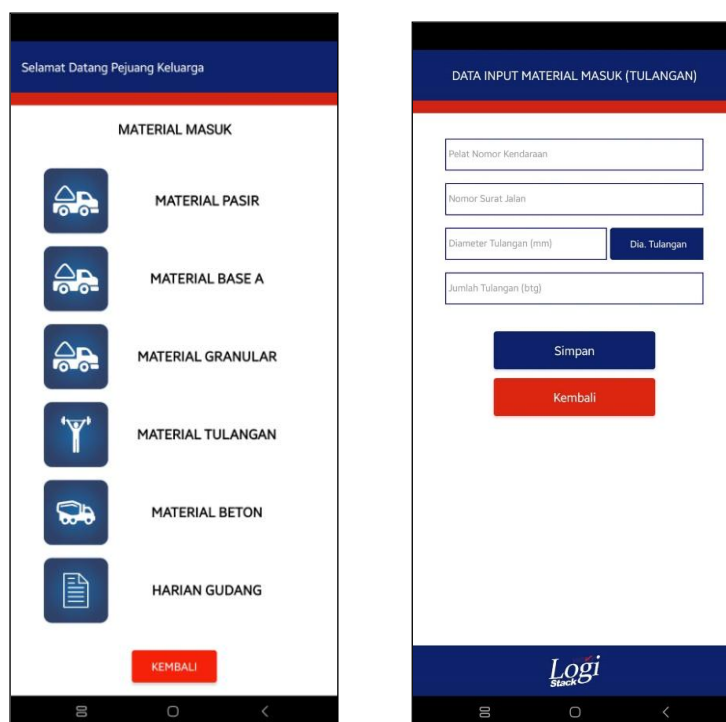 Selamat Datang Pejuang Keluarga
MATERIAL MASUK
MATERIAL PASIR
MATERIAL BASE A
MATERIAL GRANULAR
MATERIAL TULANGAN
MATERIAL BETON
HARIAN GUDANG
KEMBALI
DATA INPUT MATERIAL MASUK (TULANGAN)
Pelat Nomor Kendaraan
Nomor Surat Jalan
Diameter Tulangan (mm)
Dia. Tulangan
Jumlah Tulangan (btg)
Simpan
Kembali
Logi
Stack